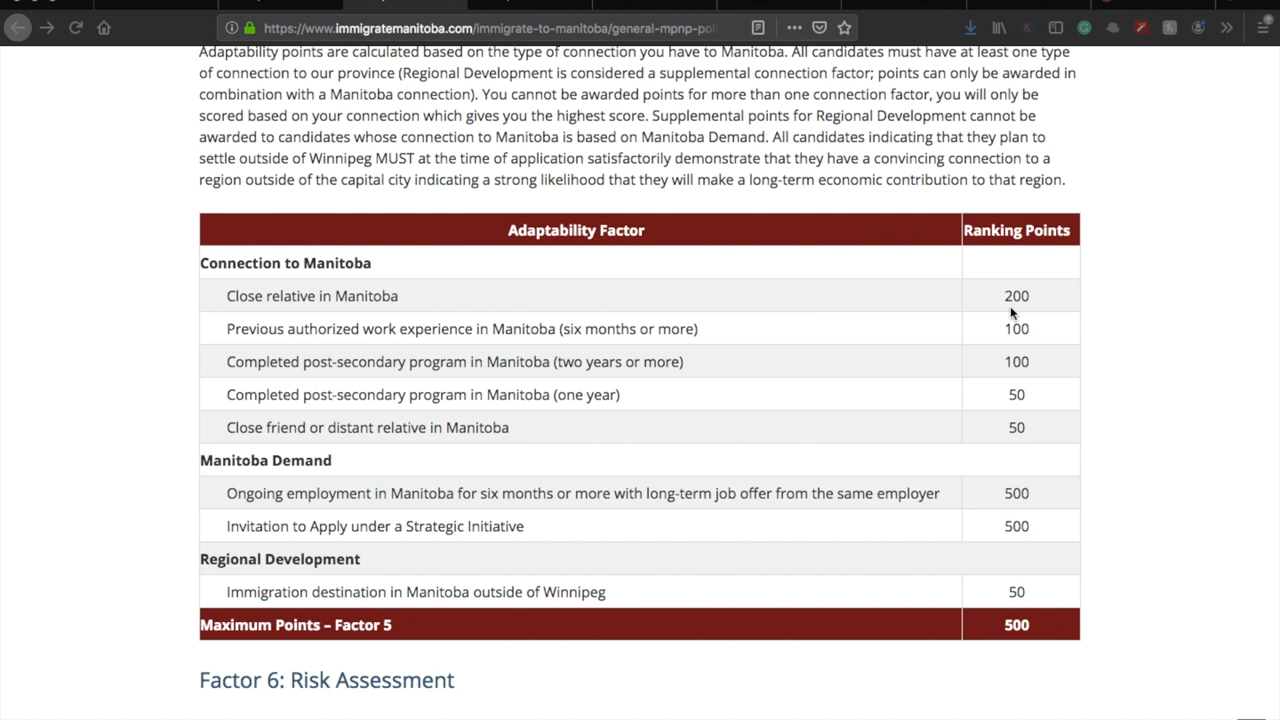 https://www.immigratemanitoba.com/immigrate-to-manitoba/general-mpnp-pol
Adaptability points are calculated based on the type of connection you have to Manitoba. All candidates must have at least one type
of connection to our province (Regional Development is considered a supplemental connection factor; points can only be awarded in
combination with a Manitoba connection). You cannot be awarded points for more than one connection factor, you will only be
scored based on your connection which gives you the highest score. Supplemental points for Regional Development cannot be
awarded to candidates whose connection to Manitoba is based on Manitoba Demand. All candidates indicating that they plan to
settle outside of Winnipeg MUST at the time of application satisfactorily demonstrate that they have a convincing connection to a
region outside of the capital city indicating a strong likelihood that they will make a long-term economic contribution to that region.
Adaptability Factor Ranking Points
Connection to Manitoba
Close relative in Manitoba 200
Previous authorized work experience in Manitoba (six months or more) 100
Completed post-secondary program in Manitoba (two years or more) 100
Completed post-secondary program in Manitoba (one year) 50
Close friend or distant relative in Manitoba 50
Manitoba Demand
Ongoing employment in Manitoba for six months or more with long-term job offer from the same employer 500
Invitation to Apply under a Strategic Initiative 500
Regional Development
Immigration destination in Manitoba outside of Winnipeg 50
Maximum Points – Factor 5 500
Factor 6: Risk Assessment